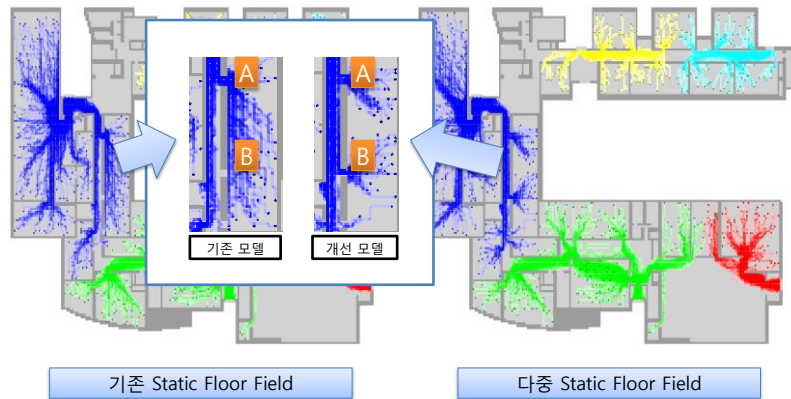 A
A
B
B
기존 모델
개선 모델
기존 Static Floor Field
다중 Static Floor Field